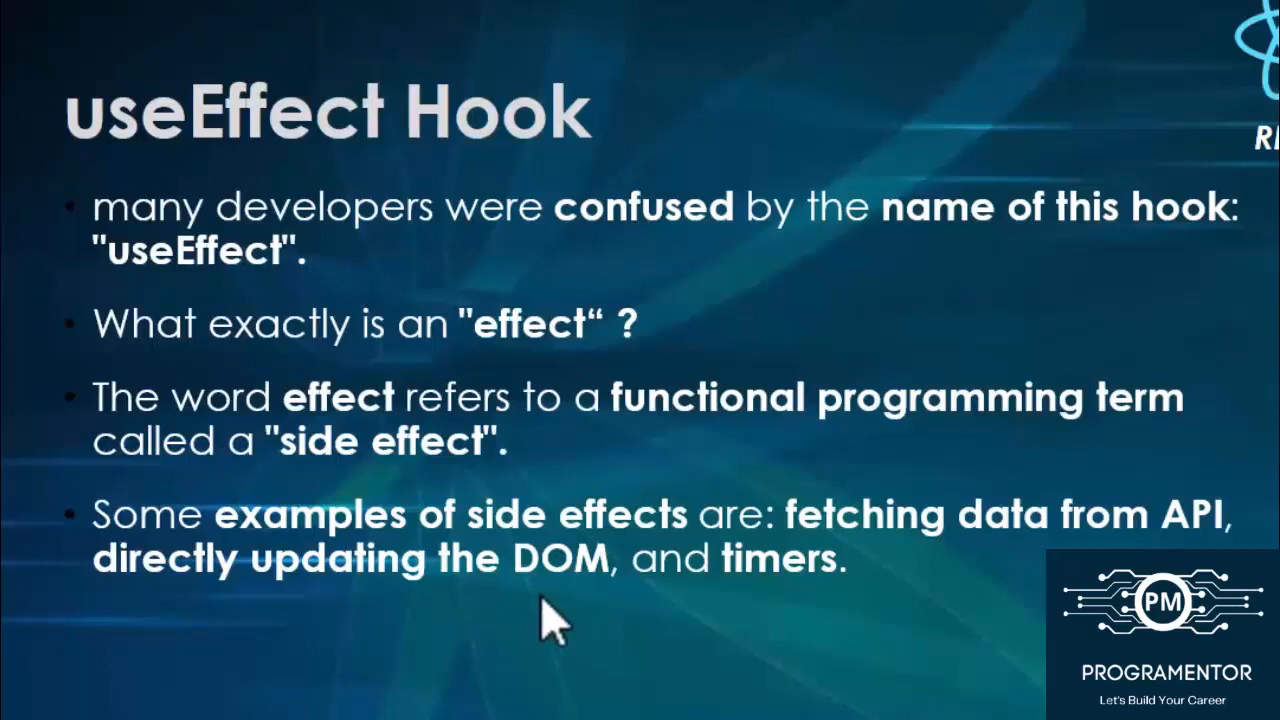 useEffect Hook
many developers were confused by the name of this hook:
"useEffect".
What exactly is an "effect“ ?
The word effect refers to a functional programming term
called a "side effect".
Some examples of side effects are: fetching data from API,
directly updating the DOM, and timers.
PM
PROGRAMENTOR
Let's Build Your Career